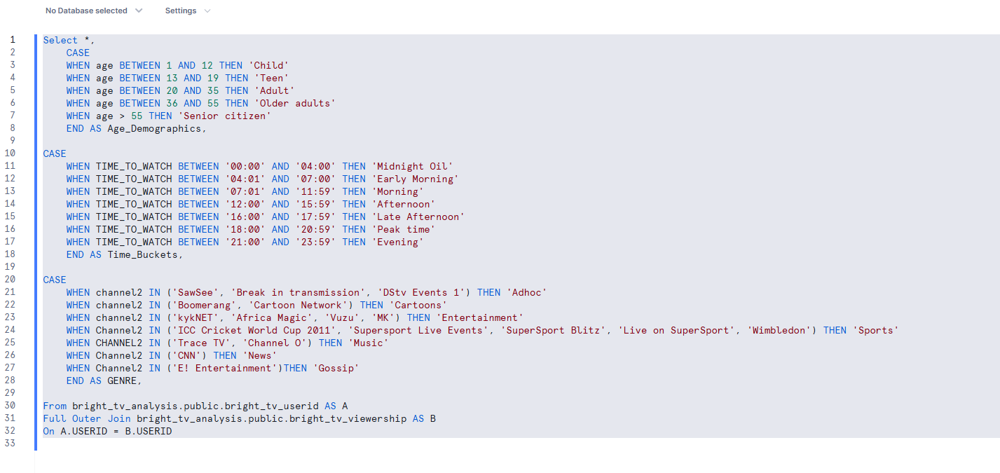 No Database selected Settings
1 Select *,
2 CASE
3 WHEN age BETWEEN 1 AND 12 THEN 'Child'
4 WHEN age BETWEEN 13 AND 19 THEN 'Teen'
5 WHEN age BETWEEN 20 AND 35 THEN 'Adult'
6 WHEN age BETWEEN 36 AND 55 THEN 'Older adults'
7 WHEN age > 55 THEN 'Senior citizen'
8 END AS Age_Demographics,
9
10 CASE
11 WHEN TIME_TO_WATCH BETWEEN '00:00' AND '04:00' THEN 'Midnight Oil'
12 WHEN TIME_TO_WATCH BETWEEN '04:01' AND '07:00' THEN 'Early Morning'
13 WHEN TIME_TO_WATCH BETWEEN '07:01' AND '11:59' THEN 'Morning'
14 WHEN TIME_TO_WATCH BETWEEN '12:00' AND '15:59' THEN 'Afternoon'
15 WHEN TIME_TO_WATCH BETWEEN '16:00' AND '17:59' THEN 'Late Afternoon'
16 WHEN TIME_TO_WATCH BETWEEN '18:00' AND '20:59' THEN 'Peak time'
17 WHEN TIME_TO_WATCH BETWEEN '21:00' AND '23:59' THEN 'Evening'
18 END AS Time_Buckets,
19
20 CASE
21 WHEN channel2 IN ('SawSee', 'Break in transmission', 'DStv Events 1') THEN 'Adhoc'
22 WHEN channel2 IN ('Boomerang', 'Cartoon Network') THEN 'Cartoons'
23 WHEN channel2 IN ('kykNET', 'Africa Magic', 'Vuzu', 'MK') THEN 'Entertainment'
24 WHEN Channel2 IN ('ICC Cricket World Cup 2011', 'Supersport Live Events', 'SuperSport Blitz', 'Live on SuperSport', 'Wimbledon') THEN 'Sports'
25 WHEN CHANNEL2 IN ('Trace TV', 'Channel O') THEN 'Music'
26 WHEN Channel2 IN ('CNN') THEN 'News'
27 WHEN Channel2 IN ('E! Entertainment')THEN 'Gossip'
28 END AS GENRE,
29
30 From bright_tv_analysis.public.bright_tv_userid AS A
31 Full Outer Join bright_tv_analysis.public.bright_tv_viewership AS B
32 On A.USERID = B.USERID
33